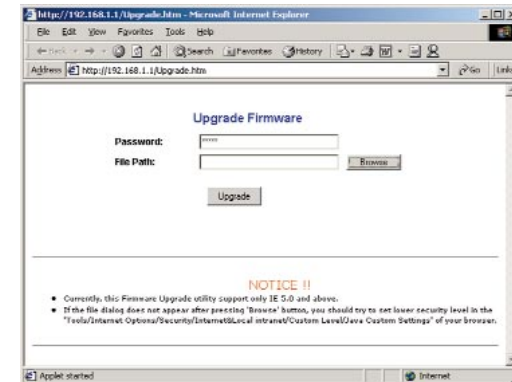 http://192.168.1.1/Upgrade.htm - Microsoft Internet Explorer
File Edit View Favorites Tools Help
Back Search Favorites History
Address http://192.168.1.1/Upgrade.htm Go Links
Upgrade Firmware
Password: *****
File Path: Browse
Upgrade
NOTICE !!
• Currently, this Firmware Upgrade utility support only IE 5.0 and above.
• If the file dialog does not appear after pressing 'Browse' button, you should try to set lower security level in the
"Tools/Internet Options/Security/Internet&Local intranet/Custom Level/Java Custom Settings" of your browser.
Applet started Internet